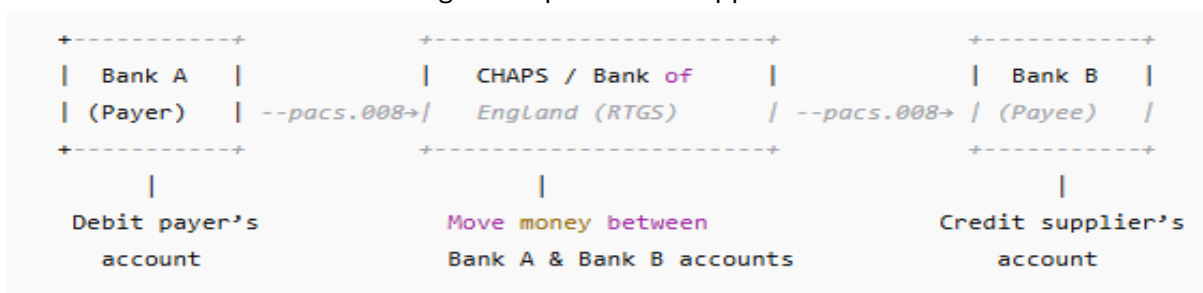 +-----------+ +-----------------------+ +-----------+
| Bank A | | CHAPS / Bank of | | Bank B |
| (Payer) | --pacs.008→| England (RTGS) | --pacs.008→ | (Payee) |
+-----------+ +-----------------------+ +-----------+
| | |
Debit payer’s Move money between Credit supplier’s
account Bank A & Bank B accounts account